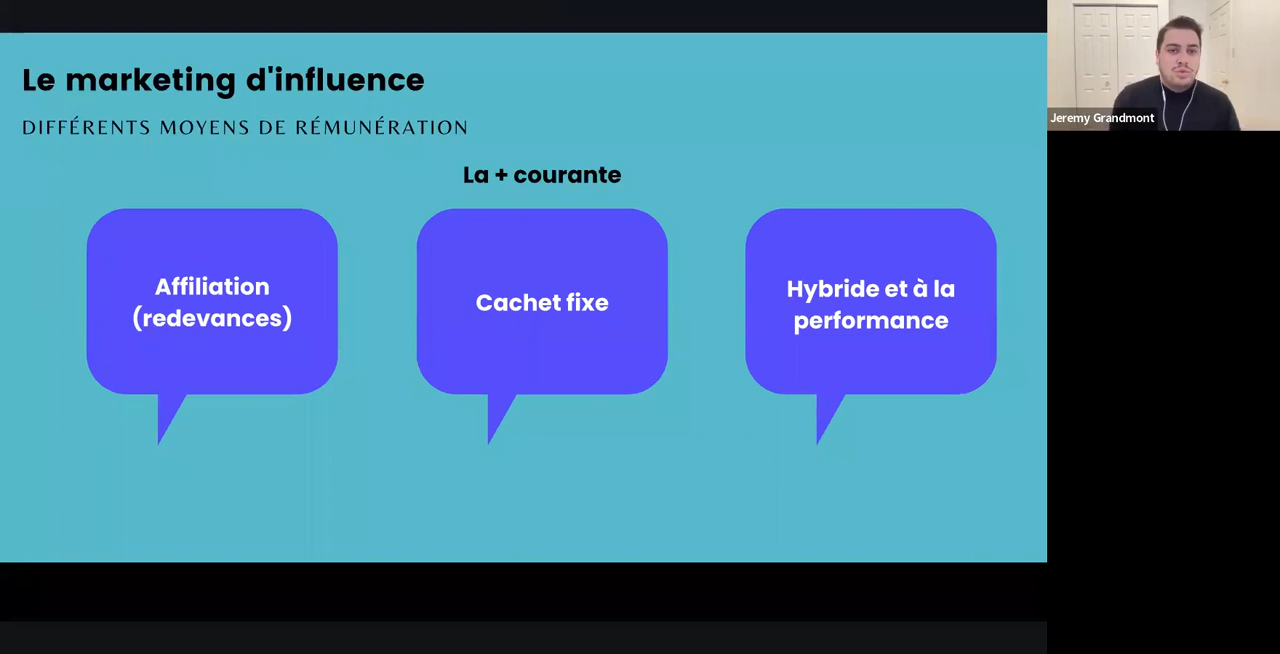 Le marketing d'influence
DIFFÉRENTS MOYENS DE RÉMUNÉRATION
La + courante
Affiliation
(redevances)
Cachet fixe
Hybride et à la
performance
Jeremy Grandmont